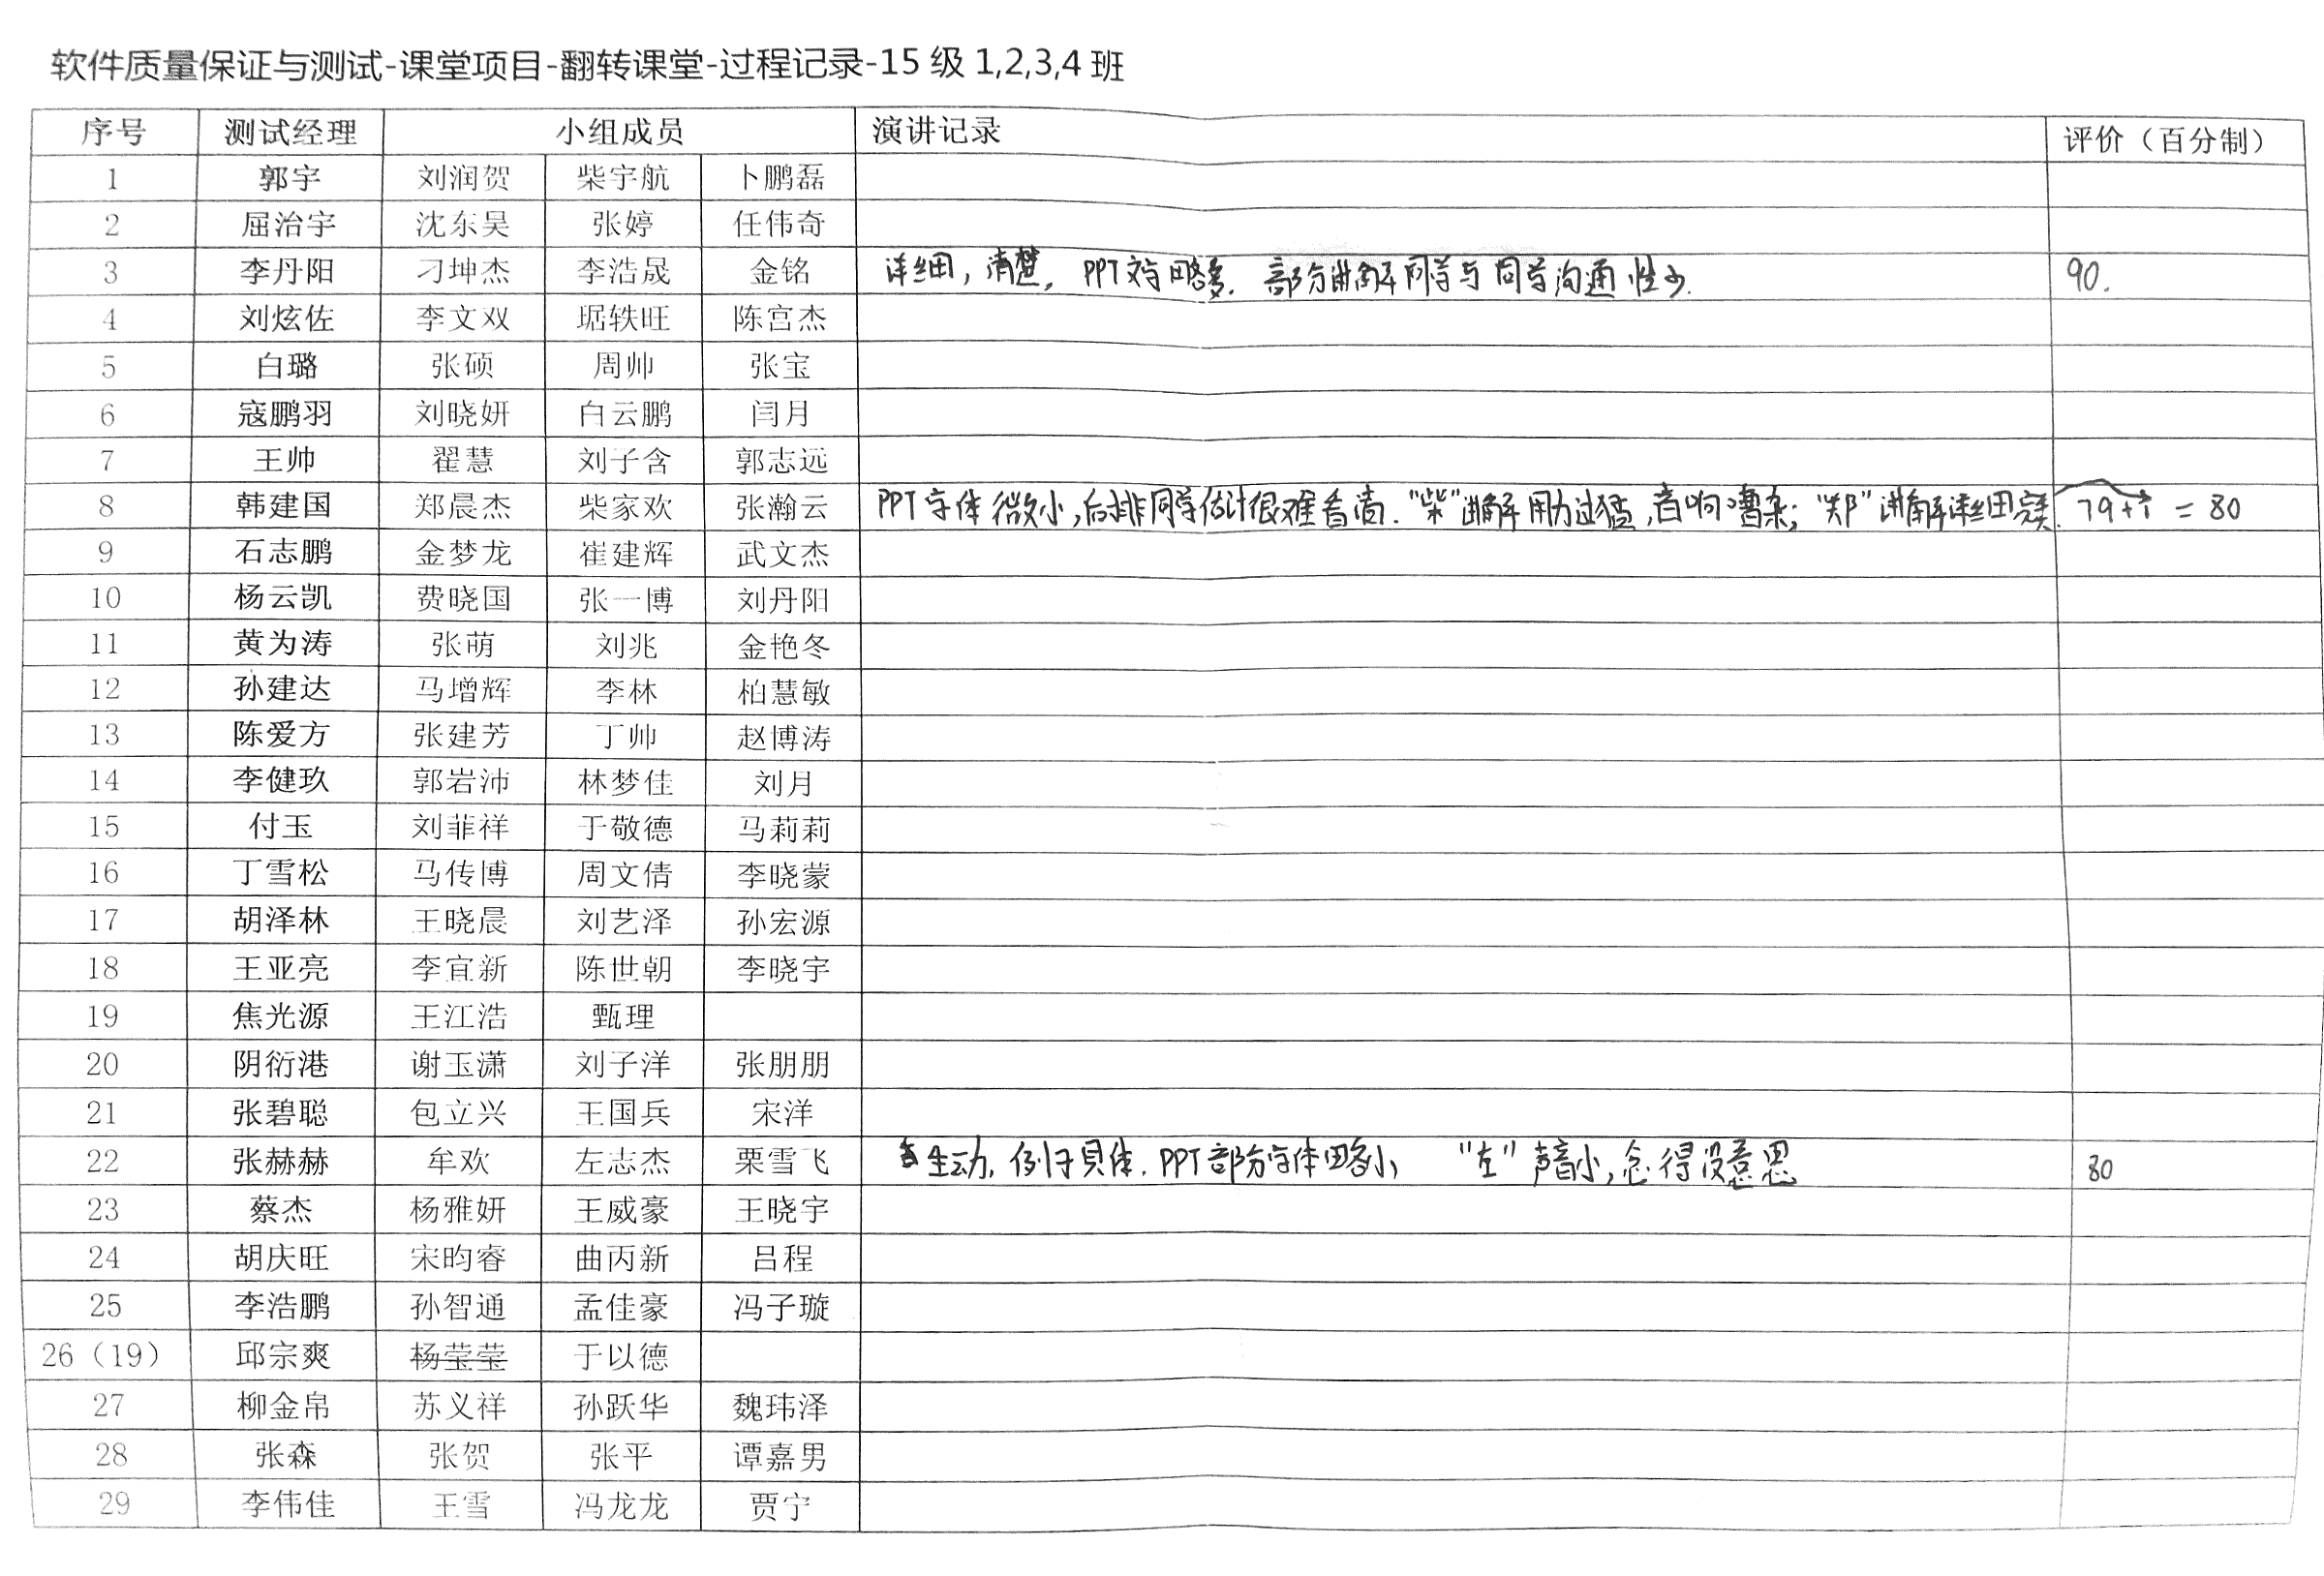 软件质量保证与测试-课堂项目-翻转课堂-过程记录-15级1,2,3,4班
序号 测试经理 小组成员 演讲记录 评价（百分制）
1 郭宇 刘润贺 柴宇航 卜鹏磊
2 屈治宇 沈东昊 张婷 任伟奇
3 李丹阳 刁坤杰 李浩晟 金铭 详细，清楚，PPT文字略多．部分讲解同学与同学沟通性少． 90.
4 刘炫佐 李文双 琚轶旺 陈宫杰
5 白璐 张硕 周帅 张宝
6 寇鹏羽 刘晓妍 白云鹏 闫月
7 王帅 翟慧 刘子含 郭志远
8 韩建国 郑晨杰 柴家欢 张瀚云 PPT字体微小，后排同学估计很难看清．“柴”讲解用力过猛，音响嘈杂；“郑”讲解详细完美． 79+1 = 80
9 石志鹏 金梦龙 崔建辉 武文杰
10 杨云凯 费晓国 张一博 刘丹阳
11 黄为涛 张萌 刘兆 金艳冬
12 孙建达 马增辉 李林 柏慧敏
13 陈爱方 张建芳 丁帅 赵博涛
14 李健玖 郭岩沛 林梦佳 刘月
15 付玉 刘菲祥 于敬德 马莉莉
16 丁雪松 马传博 周文倩 李晓蒙
17 胡泽林 王晓晨 刘艺泽 孙宏源
18 王亚亮 李宜新 陈世朝 李晓宇
19 焦光源 王江浩 甄理
20 阴衍港 谢玉潇 刘子洋 张朋朋
21 张碧聪 包立兴 王国兵 宋洋
22 张赫赫 牟欢 左志杰 栗雪飞 生动，例子具体．PPT部分字体略小， “左”声音小，念得没意思 80
23 蔡杰 杨雅妍 王威豪 王晓宇
24 胡庆旺 宋昀睿 曲丙新 吕程
25 李浩鹏 孙智通 孟佳豪 冯子璇
26（19） 邱宗爽 杨莹莹 于以德
27 柳金帛 苏义祥 孙跃华 魏玮泽
28 张森 张贺 张平 谭嘉男
29 李伟佳 王雪 冯龙龙 贾宁